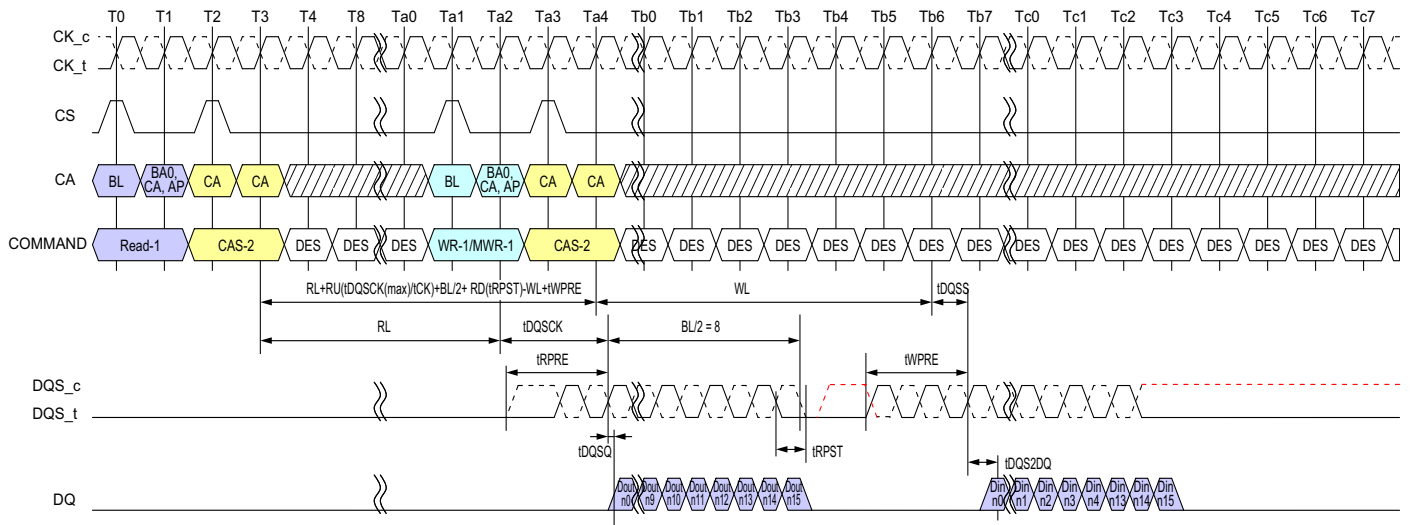 T0 T1 T2 T3 T4 T8 Ta0 Ta1 Ta2 Ta3 Ta4 Tb0 Tb1 Tb2 Tb3 Tb4 Tb5 Tb6 Tb7 Tc0 Tc1 Tc2 Tc3 Tc4 Tc5 Tc6 Tc7
CK_c
CK_t
CS
CA BL BA0, CA, AP CA CA BL BA0, CA, AP CA CA
COMMAND Read-1 CAS-2 DES DES DES WR-1/MWR-1 CAS-2 DES DES DES DES DES DES DES DES DES DES DES DES DES DES DES DES
RL+RU(tDQSCK(max)/tCK)+BL/2+ RD(tRPST)-WL+tWPRE WL tDQSS
RL tDQSCK BL/2 = 8
tRPRE tWPRE
DQS_c
DQS_t
tDQSQ tRPST tDQS2DQ
DQ Dout n0 Dout n9 Dout n10 Dout n11 Dout n12 Dout n13 Dout n14 Dout n15 Din n0 Din n1 Din n2 Din n3 Din n4 Din n13 Din n14 Din n15